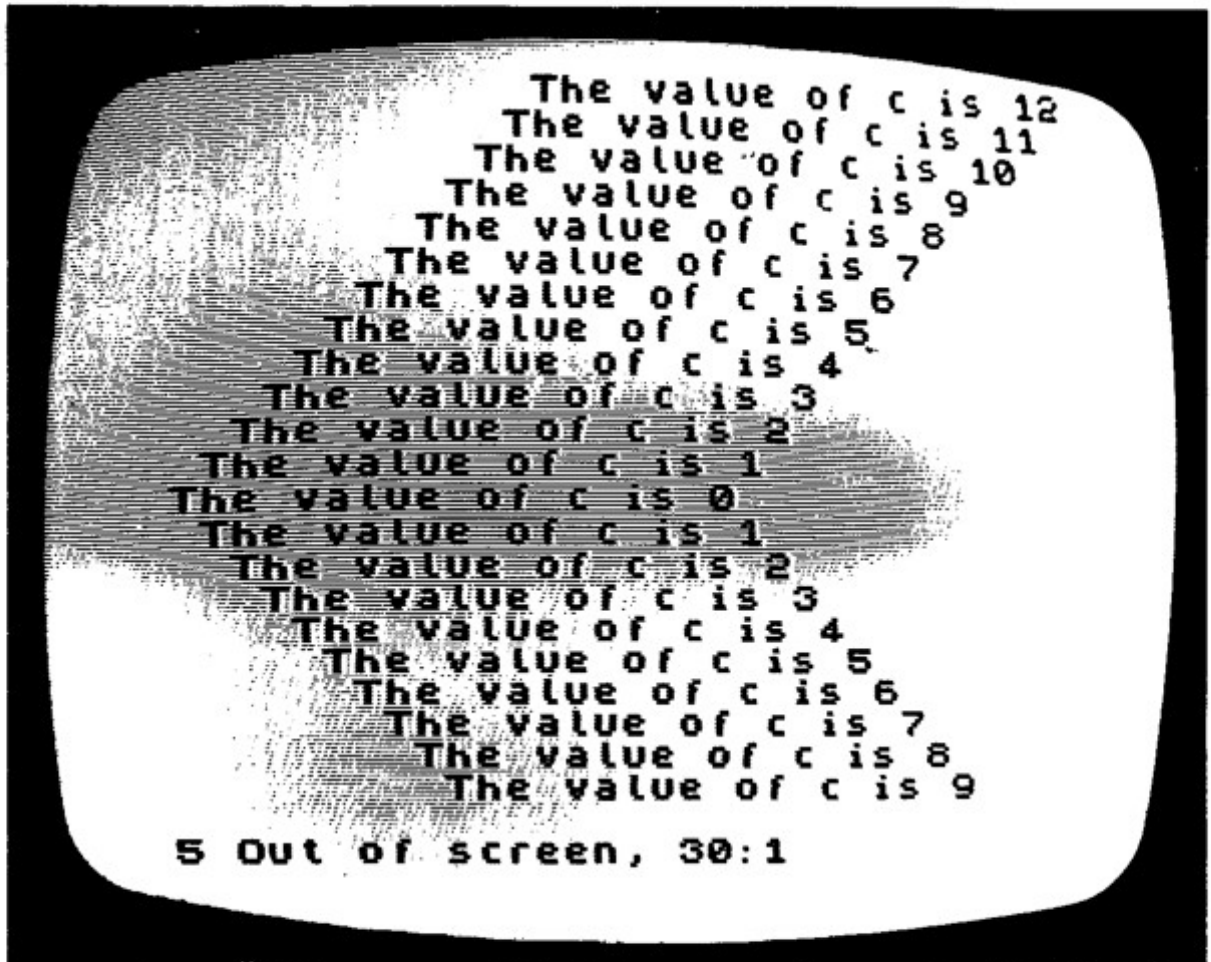 The value of c is 12
The value of c is 11
The value of c is 10
The value of c is 9
The value of c is 8
The value of c is 7
The value of c is 6
The value of c is 5
The value of c is 4
The value of c is 3
The value of c is 2
The value of c is 1
The value of c is 0
The value of c is 1
The value of c is 2
The value of c is 3
The value of c is 4
The value of c is 5
The value of c is 6
The value of c is 7
The value of c is 8
The value of c is 9
5 Out of screen, 30:1